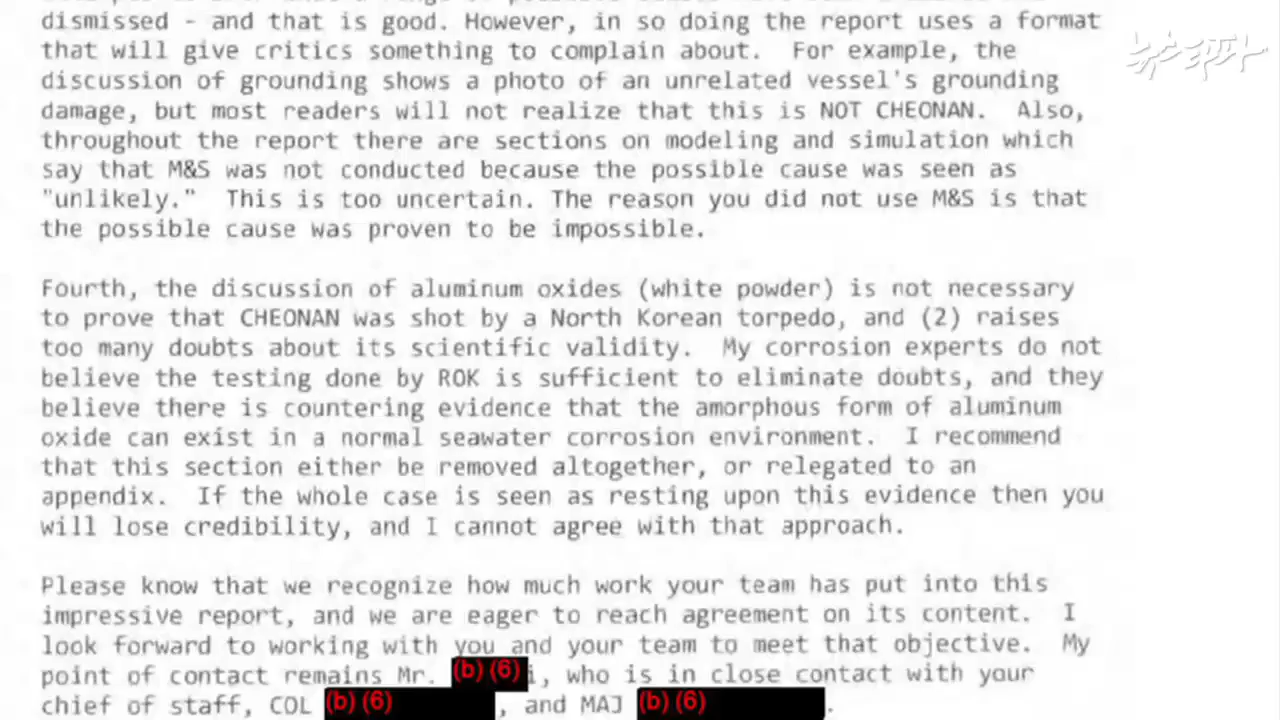 dismissed - and that is good. However, in so doing the report uses a format
that will give critics something to complain about.  For example, the
discussion of grounding shows a photo of an unrelated vessel's grounding
damage, but most readers will not realize that this is NOT CHEONAN.  Also,
throughout the report there are sections on modeling and simulation which
say that M&S was not conducted because the possible cause was seen as
"unlikely."  This is too uncertain. The reason you did not use M&S is that
the possible cause was proven to be impossible.
Fourth, the discussion of aluminum oxides (white powder) is not necessary
to prove that CHEONAN was shot by a North Korean torpedo, and (2) raises
too many doubts about its scientific validity.  My corrosion experts do not
believe the testing done by ROK is sufficient to eliminate doubts, and they
believe there is countering evidence that the amorphous form of aluminum
oxide can exist in a normal seawater corrosion environment.  I recommend
that this section either be removed altogether, or relegated to an
appendix.  If the whole case is seen as resting upon this evidence then you
will lose credibility, and I cannot agree with that approach.
Please know that we recognize how much work your team has put into this
impressive report, and we are eager to reach agreement on its content.  I
look forward to working with you and your team to meet that objective.  My
point of contact remains Mr. (b) (6)i, who is in close contact with your
chief of staff, COL (b) (6), and MAJ (b) (6).
뉴스타파